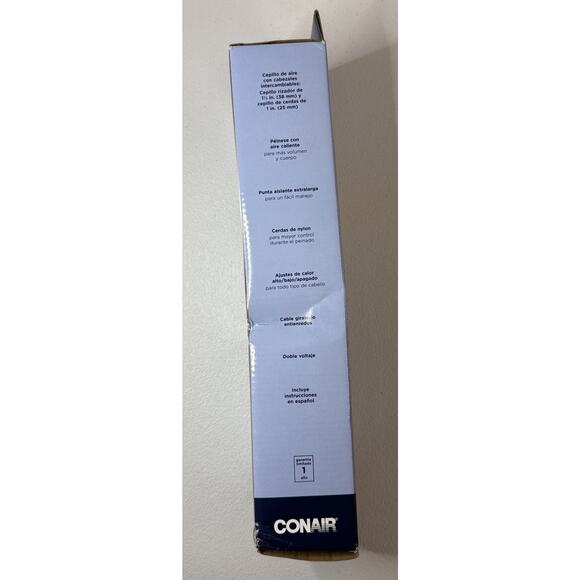 Cepillo de aire
con cabezales
intercambiables:
Cepillo rizador de
1½ in. (38 mm) y
cepillo de cerdas de
1 in. (25 mm)
Péinese con
aire caliente
para más volumen
y cuerpo
Punta aislante extralarga
para un fácil manejo
Cerdas de nylon
para mayor control
durante el peinado
Ajustes de calor
alto/bajo/apagado
para todo tipo de cabello
Cable giratorio
antienredos
Doble voltaje
Incluye
instrucciones
en español
garantía
limitada
1
año
CONAIR®